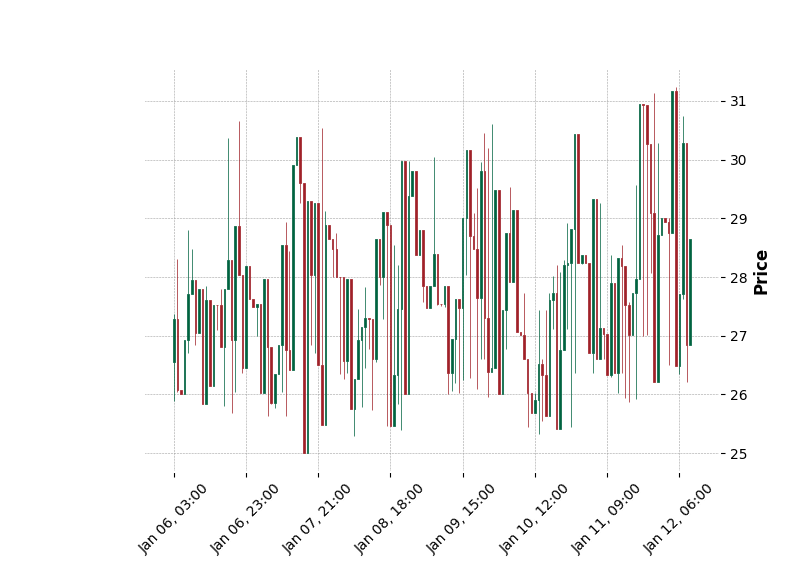 31
30
29
28
27
26
25
Price
Jan 06, 03:00
Jan 06, 23:00
Jan 07, 21:00
Jan 08, 18:00
Jan 09, 15:00
Jan 10, 12:00
Jan 11, 09:00
Jan 12, 06:00